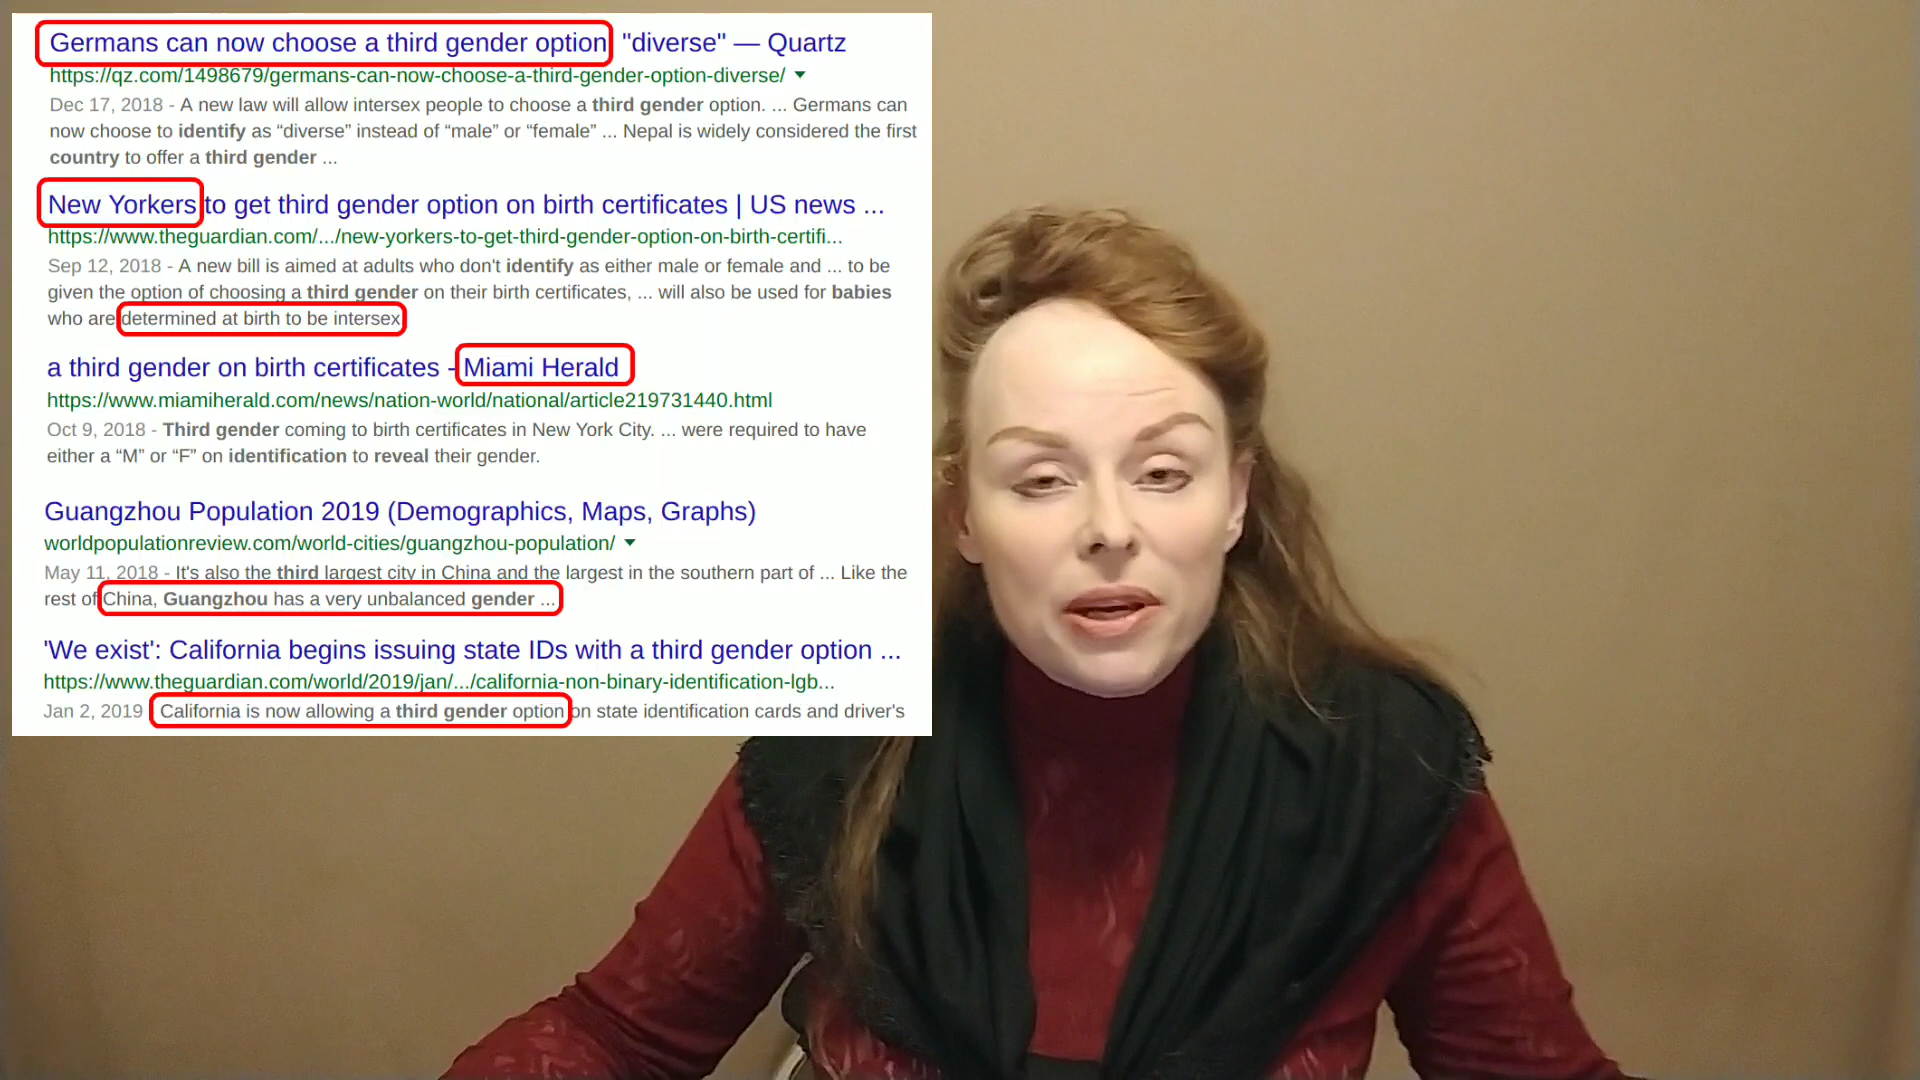 Germans can now choose a third gender option "diverse" — Quartz
https://qz.com/1498679/germans-can-now-choose-a-third-gender-option-diverse/
Dec 17, 2018 - A new law will allow intersex people to choose a third gender option. ... Germans can
now choose to identify as “diverse” instead of “male” or “female” ... Nepal is widely considered the first
country to offer a third gender ...
New Yorkers to get third gender option on birth certificates | US news ...
https://www.theguardian.com/.../new-yorkers-to-get-third-gender-option-on-birth-certifi...
Sep 12, 2018 - A new bill is aimed at adults who don't identify as either male or female and ... to be
given the option of choosing a third gender on their birth certificates, ... will also be used for babies
who are determined at birth to be intersex
a third gender on birth certificates - Miami Herald
https://www.miamiherald.com/news/nation-world/national/article219731440.html
Oct 9, 2018 - Third gender coming to birth certificates in New York City. ... were required to have
either a “M” or “F” on identification to reveal their gender.
Guangzhou Population 2019 (Demographics, Maps, Graphs)
worldpopulationreview.com/world-cities/guangzhou-population/
May 11, 2018 - It's also the third largest city in China and the largest in the southern part of ... Like the
rest of China, Guangzhou has a very unbalanced gender ...
'We exist': California begins issuing state IDs with a third gender option ...
https://www.theguardian.com/world/2019/jan/.../california-non-binary-identification-lgb...
Jan 2, 2019 California is now allowing a third gender option on state identification cards and driver's